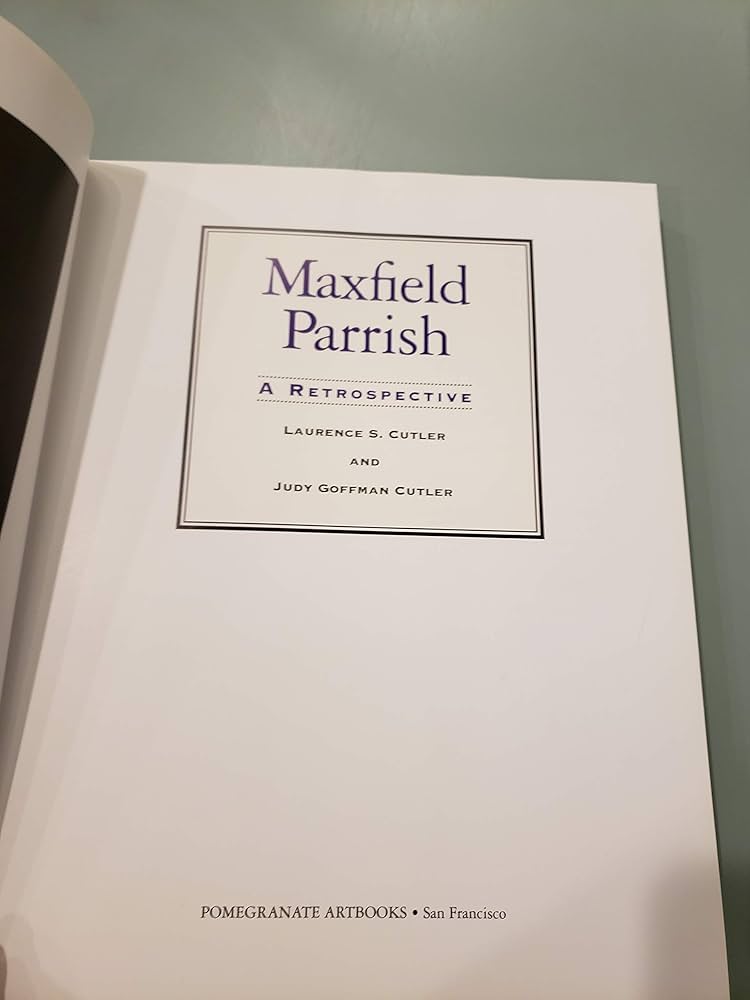 Maxfield
Parrish
A Retrospective
Laurence S. Cutler
and
Judy Goffman Cutler
POMEGRANATE ARTBOOKS • San Francisco